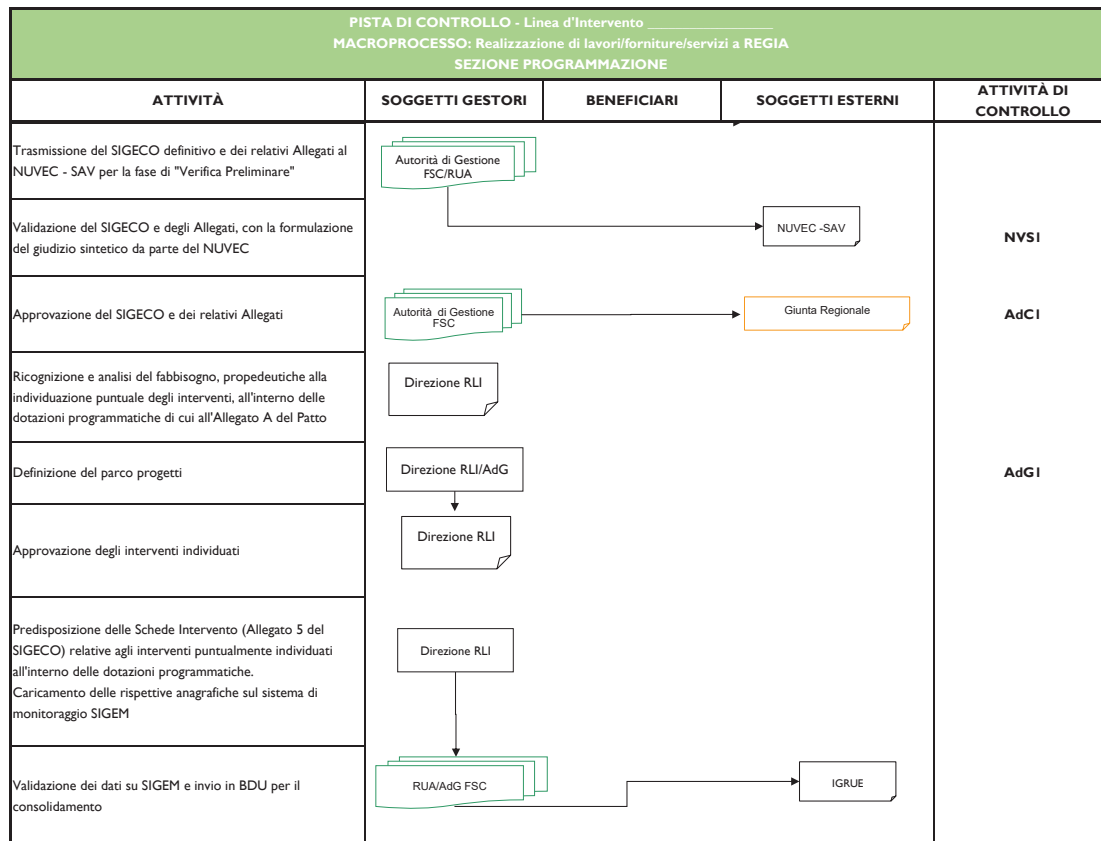 PISTA DI CONTROLLO - Linea d'Intervento ____________________
MACROPROCESSO: Realizzazione di lavori/forniture/servizi a REGIA
SEZIONE PROGRAMMAZIONE
ATTIVITÀ
SOGGETTI GESTORI
BENEFICIARI
SOGGETTI ESTERNI
ATTIVITÀ DI
CONTROLLO
Trasmissione del SIGECO definitivo e dei relativi Allegati al
NUVEC - SAV per la fase di "Verifica Preliminare"
Autorità di Gestione
FSC/RUA
Validazione del SIGECO e degli Allegati, con la formulazione
del giudizio sintetico da parte del NUVEC
NUVEC -SAV
NVS1
Approvazione del SIGECO e dei relativi Allegati
Autorità di Gestione
FSC
Giunta Regionale
AdC1
Ricognizione e analisi del fabbisogno, propedeutiche alla
individuazione puntuale degli interventi, all'interno delle
dotazioni programmatiche di cui all'Allegato A del Patto
Direzione RLI
Definizione del parco progetti
Direzione RLI/AdG
AdG1
Approvazione degli interventi individuati
Direzione RLI
Predisposizione delle Schede Intervento (Allegato 5 del
SIGECO) relative agli interventi puntualmente individuati
all'interno delle dotazioni programmatiche.
Caricamento delle rispettive anagrafiche sul sistema di
monitoraggio SIGEM
Direzione RLI
Validazione dei dati su SIGEM e invio in BDU per il
consolidamento
RUA/AdG FSC
IGRUE